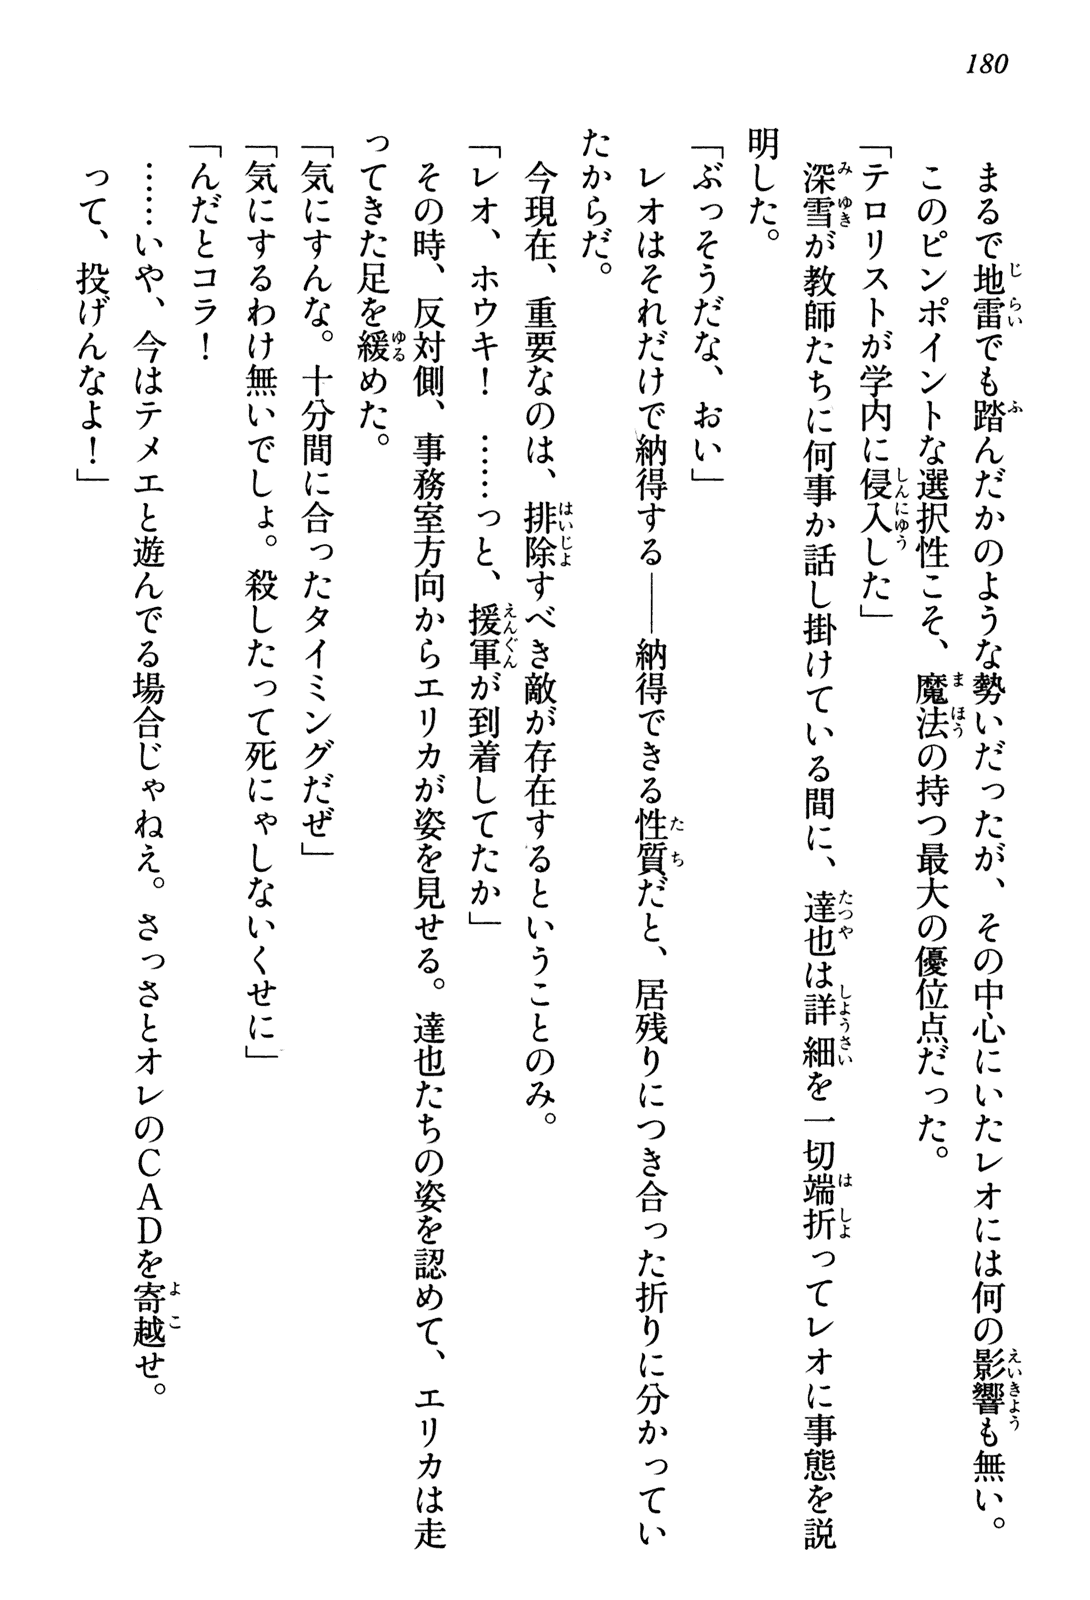 180
まるで地雷でも踏んだかのような勢いだったが、その中心にいたレオには何の影響も無い。
このピンポイントな選択性こそ、魔法の持つ最大の優位点だった。
「テロリストが学内に侵入した」
深雪が教師たちに何事か話し掛けている間に、達也は詳細を一切端折ってレオに事態を説
明した。
「ぶっそうだな、おい」
レオはそれだけで納得する――納得できる性質だと、居残りにつき合った折りに分かってい
たからだ。
今現在、重要なのは、排除すべき敵が存在するということのみ。
「レオ、ホウキ！　……っと、援軍が到着してたか」
その時、反対側、事務室方向からエリカが姿を見せる。達也たちの姿を認めて、エリカは走
ってきた足を緩めた。
「気にすんな。十分間に合ったタイミングだぜ」
「気にするわけ無いでしょ。殺したって死にゃしないくせに」
「んだとコラ！
……いや、今はテメエと遊んでる場合じゃねえ。さっさとオレのＣＡＤを寄越せ。
って、投げんなよ！」